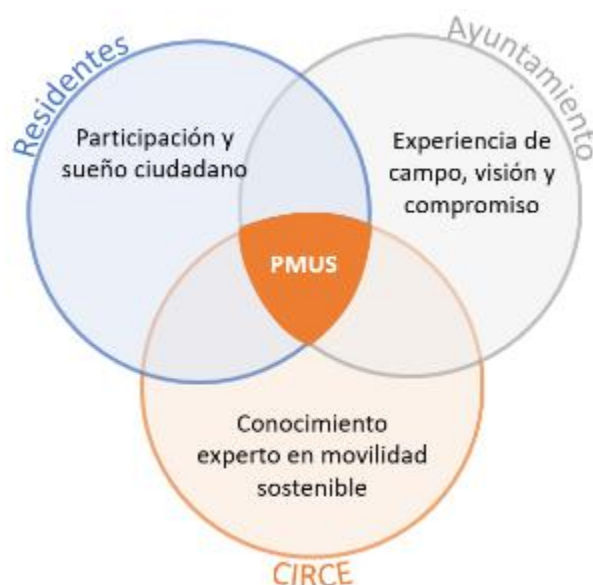 Residentes
Ayuntamiento
Participación y
sueño ciudadano
Experiencia de
campo, visión y
compromiso
PMUS
Conocimiento
experto en movilidad
sostenible
CIRCE